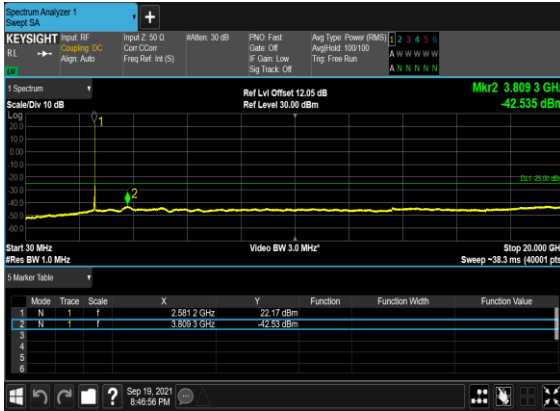 Spectrum Analyzer 1
Swept SA
+
KEYSIGHT Input: RF Input Z: 50 Ω #Atten: 30 dB PNO: Fast Avg Type: Power (RMS) 1 2 3 4 5 6
RL Coupling: DC Corr CCorr Gate: Off Avg|Hold: 100/100 A W W W W W
Align: Auto Freq Ref: Int (S) IF Gain: Low Trig: Free Run
Sig Track: Off A N N N N N
1 Spectrum Ref Lvl Offset 12.05 dB Mkr2 3.809 3 GHz
Scale/Div 10 dB Ref Level 30.00 dBm -42.535 dBm
Log
20.0
10.0
0.00
-10.0
-20.0
-30.0
-40.0
-50.0
-60.0
1
2
DL1 -25.00 dBm
Start 30 MHz Video BW 3.0 MHz* Stop 20.000 GH
#Res BW 1.0 MHz Sweep ~38.3 ms (40001 pts
5 Marker Table
Mode Trace Scale X Y Function Function Width Function Value
1 N 1 f 2.581 2 GHz 22.17 dBm
2 N 1 f 3.809 3 GHz -42.53 dBm
3
4
5
6
? Sep 19, 2021
8:46:56 PM